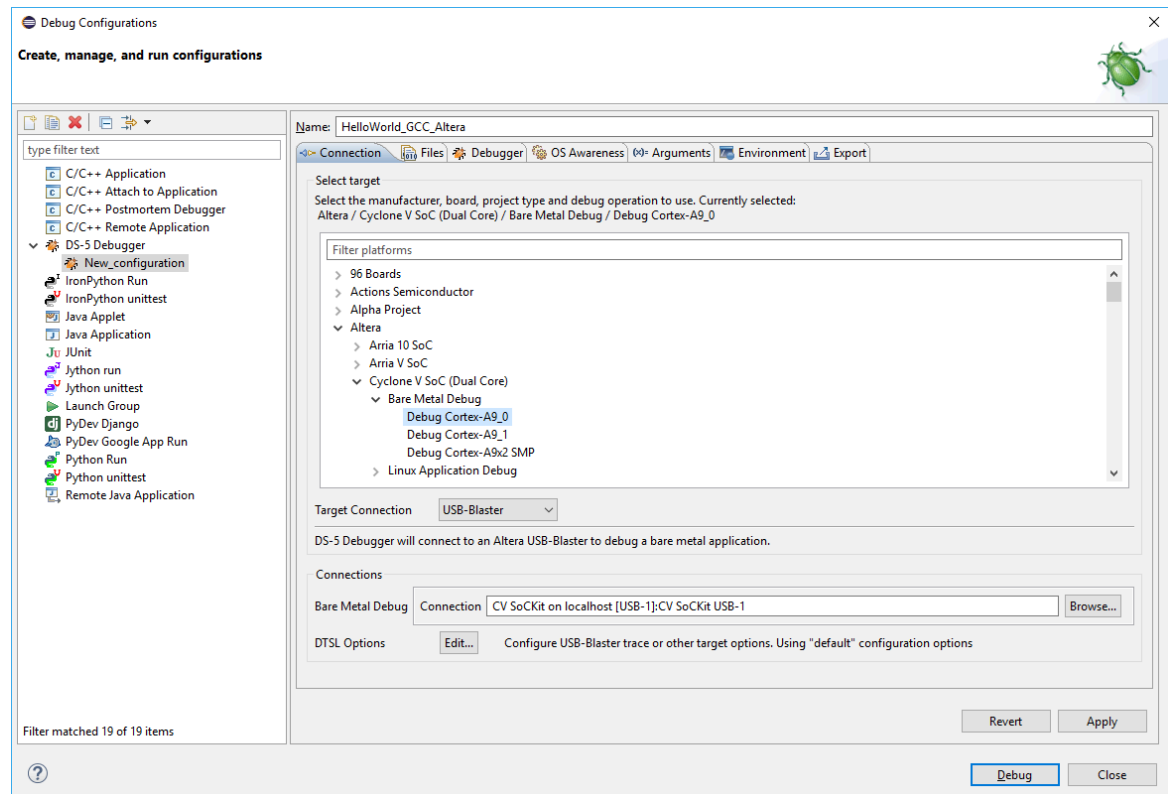 Debug Configurations
Create, manage, and run configurations
type filter text
C/C++ Application
C/C++ Attach to Application
C/C++ Postmortem Debugger
C/C++ Remote Application
DS-5 Debugger
New_configuration
IronPython Run
IronPython unittest
Java Applet
Java Application
JUnit
Jython run
Jython unittest
Launch Group
PyDev Django
PyDev Google App Run
Python Run
Python unittest
Remote Java Application
Filter matched 19 of 19 items
Name: HelloWorld_GCC_Altera
Connection Files Debugger OS Awareness (x)= Arguments Environment Export
Select target
Select the manufacturer, board, project type and debug operation to use. Currently selected:
Altera / Cyclone V SoC (Dual Core) / Bare Metal Debug / Debug Cortex-A9_0
Filter platforms
96 Boards
Actions Semiconductor
Alpha Project
Altera
Arria 10 SoC
Arria V SoC
Cyclone V SoC (Dual Core)
Bare Metal Debug
Debug Cortex-A9_0
Debug Cortex-A9_1
Debug Cortex-A9x2 SMP
Linux Application Debug
Target Connection USB-Blaster
DS-5 Debugger will connect to an Altera USB-Blaster to debug a bare metal application.
Connections
Bare Metal Debug Connection CV SoCKit on localhost [USB-1]:CV SoCKit USB-1 Browse...
DTSL Options Edit... Configure USB-Blaster trace or other target options. Using "default" configuration options
Revert Apply
Debug Close